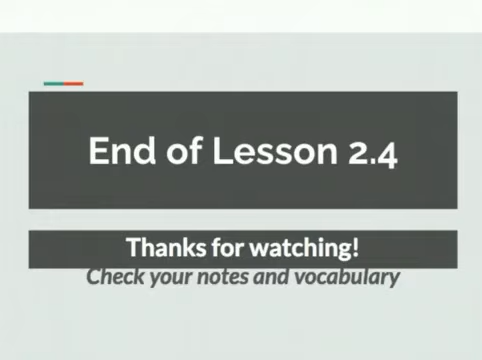 End of Lesson 2.4
Thanks for watching!
Check your notes and vocabulary